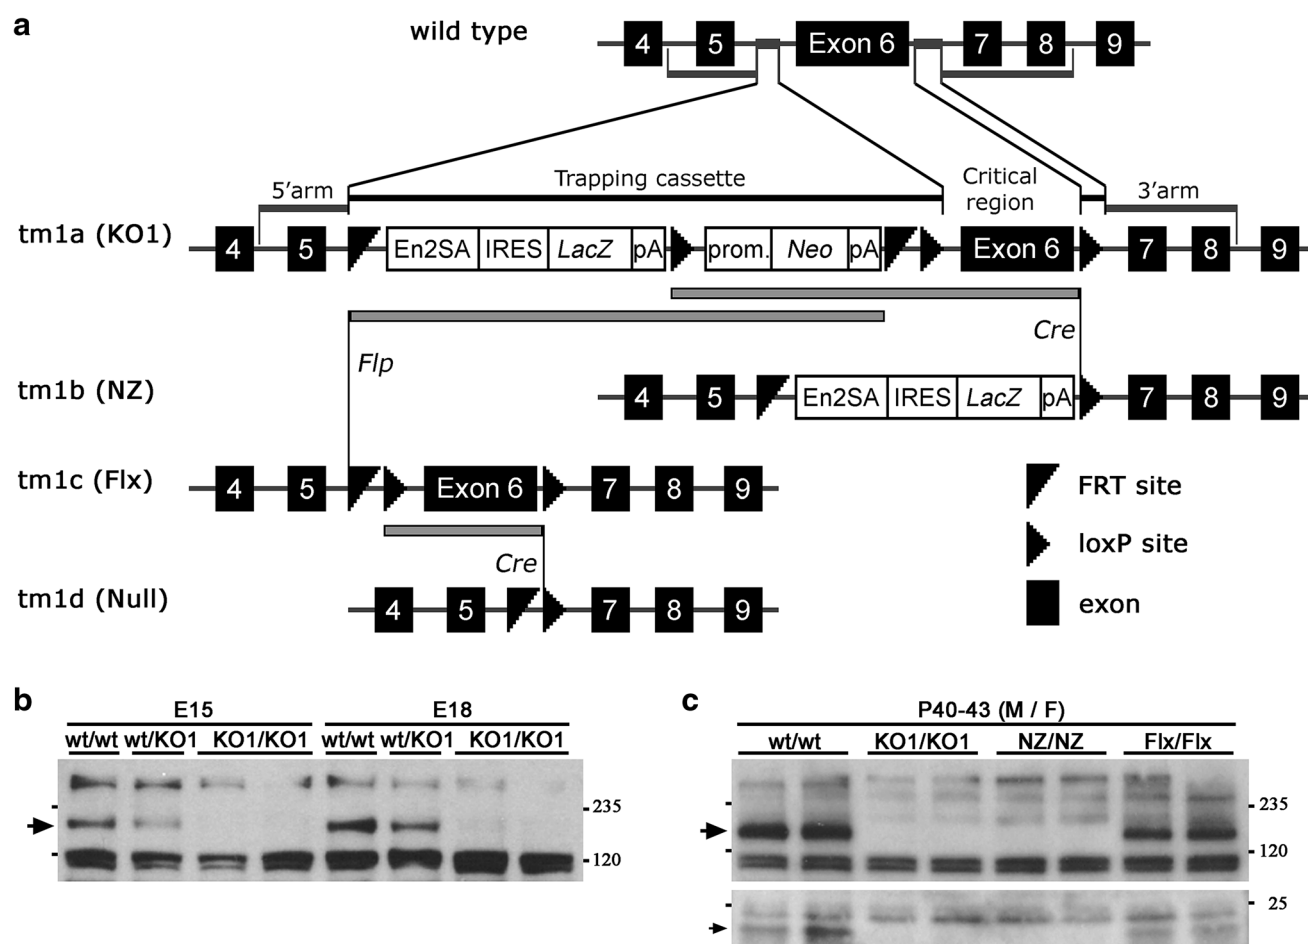 a
wild type
4 5 Exon 6 7 8 9
Trapping cassette
Critical region
5'arm
3'arm
tm1a (KO1)
4 5 En2SA IRES LacZ pA prom. Neo pA Exon 6 7 8 9
Cre
Flp
tm1b (NZ)
4 5 En2SA IRES LacZ pA 7 8 9
tm1c (Flx)
4 5 Exon 6 7 8 9
FRT site
loxP site
Cre
tm1d (Null)
4 5 7 8 9
exon
b
E15 E18
wt/wt wt/KO1 KO1/KO1 wt/wt wt/KO1 KO1/KO1
235
120
c
P40-43 (M / F)
wt/wt KO1/KO1 NZ/NZ Flx/Flx
235
120
25